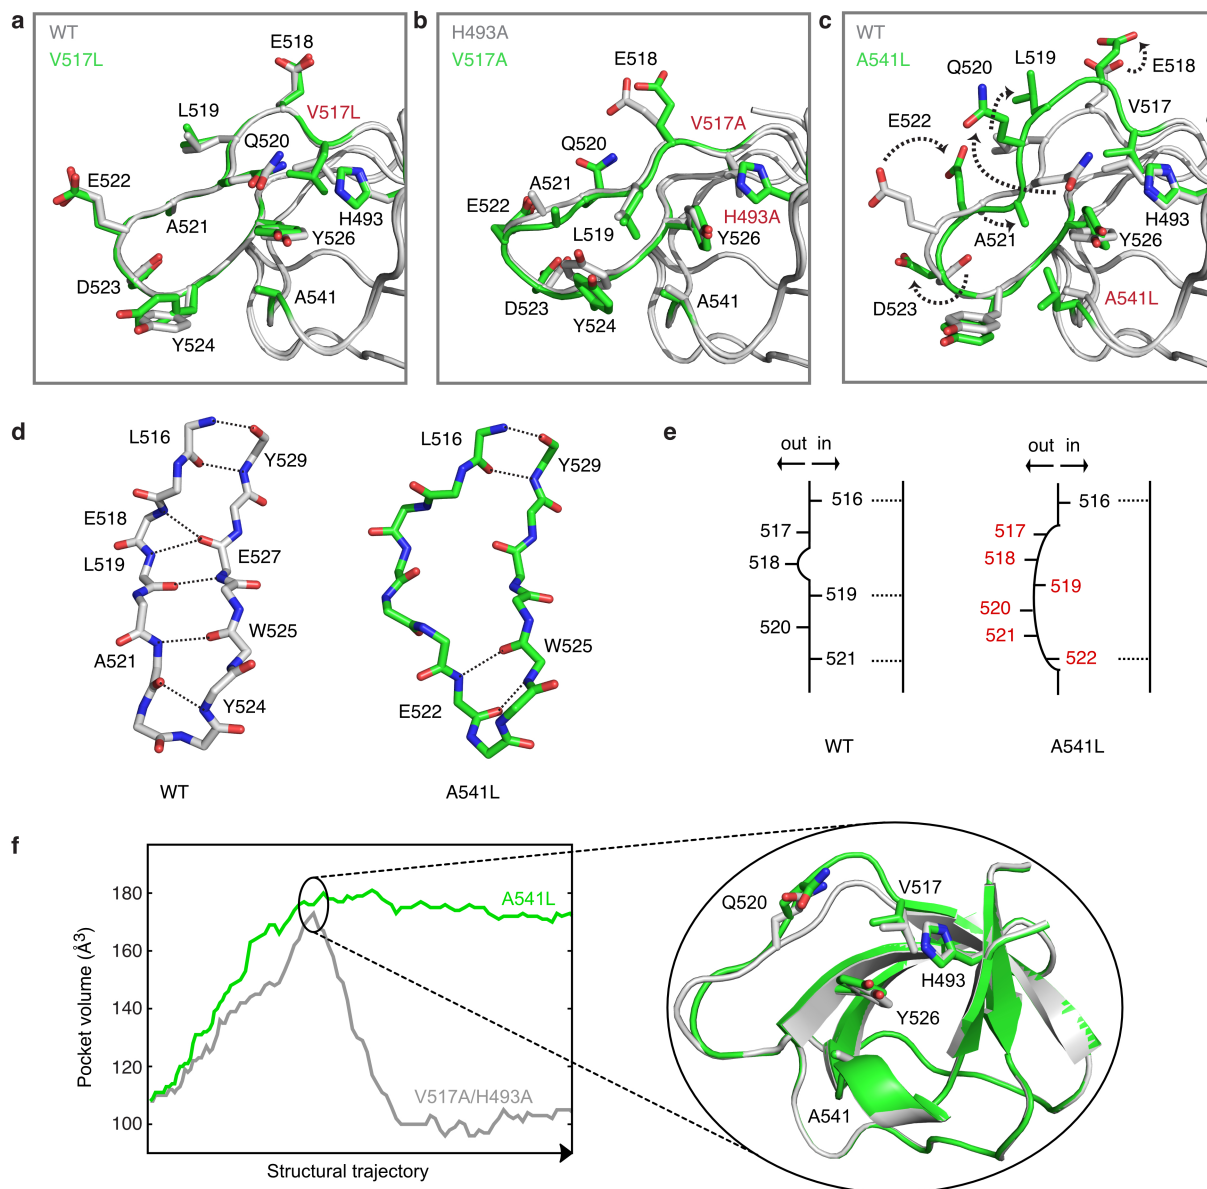 a
WT
V517L
E518
L519
V517L
Q520
E522
A521
H493
Y526
D523
A541
Y524
b
H493A
V517A
E518
V517A
Q520
A521
E522
H493A
L519
Y526
D523
A541
Y524
c
WT
A541L
L519
Q520
E518
V517
E522
H493
A521
Y526
A541L
D523
d
L516
Y529
E518
E527
L519
W525
A521
Y524
WT
L516
Y529
W525
E522
A541L
e
out in
516
517
518
519
520
521
WT
out in
516
517
518
519
520
521
522
A541L
f
Pocket volume (Å3)
180
160
140
120
100
A541L
V517A/H493A
Structural trajectory
Q520
V517
H493
Y526
A541